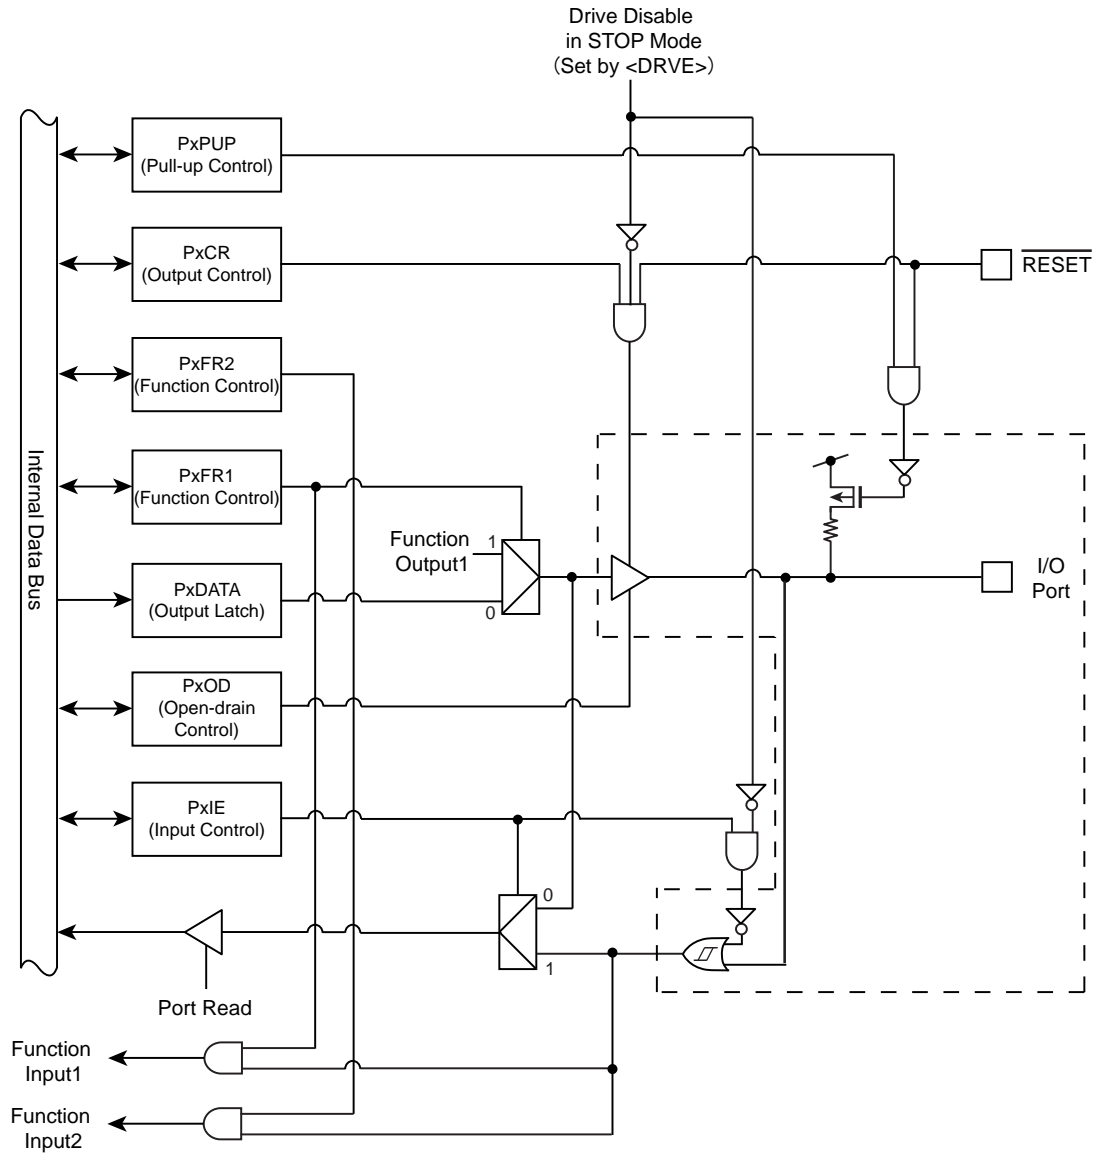 Drive Disable
in STOP Mode
(Set by <DRVE>)
PxPUP
(Pull-up Control)
PxCR
(Output Control)
RESET
PxFR2
(Function Control)
Internal Data Bus
PxFR1
(Function Control)
Function
Output1
1
0
I/O
Port
PxDATA
(Output Latch)
PxOD
(Open-drain
Control)
PxIE
(Input Control)
0
1
Port Read
Function
Input1
Function
Input2